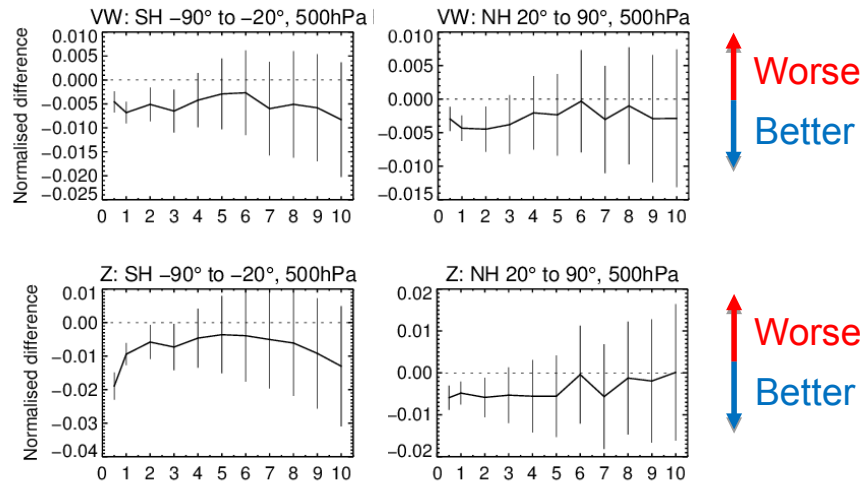 VW: SH −90° to −20°, 500hPa
VW: NH 20° to 90°, 500hPa
Normalised difference
0.010
0.005
0.000
−0.005
−0.010
−0.015
−0.020
−0.025
0 1 2 3 4 5 6 7 8 9 10
0.010
0.005
0.000
−0.005
−0.010
−0.015
0 1 2 3 4 5 6 7 8 9 10
Worse
Better
Z: SH −90° to −20°, 500hPa
Z: NH 20° to 90°, 500hPa
Normalised difference
0.01
0.00
−0.01
−0.02
−0.03
−0.04
0 1 2 3 4 5 6 7 8 9 10
0.02
0.01
0.00
−0.01
−0.02
0 1 2 3 4 5 6 7 8 9 10
Worse
Better